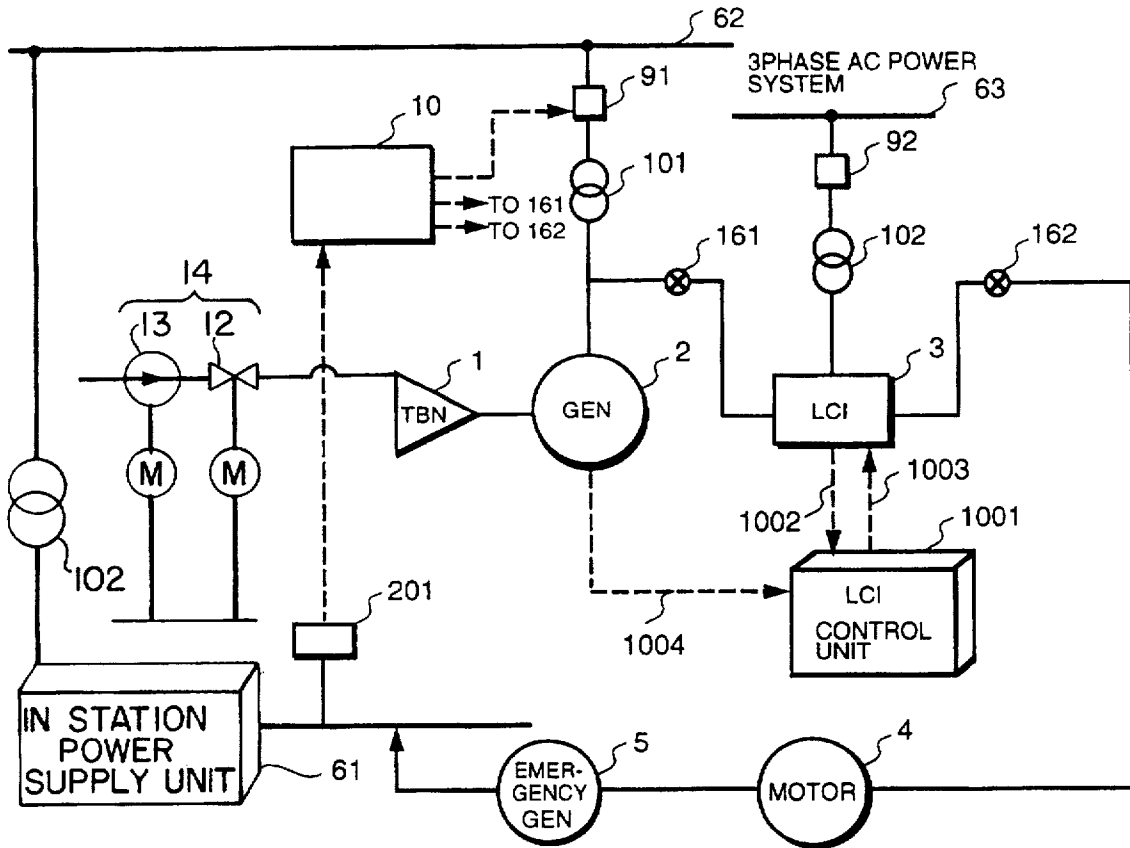 62
3PHASE AC POWER
SYSTEM
63
91
10
92
101
TO 161
TO 162
161
102
162
14
13
12
1
2
3
TBN
GEN
LCI
M
M
1002
1003
1001
102
201
1004
LCI
CONTROL
UNIT
IN STATION
POWER
SUPPLY UNIT
61
5
4
EMER-
GENCY
GEN
MOTOR